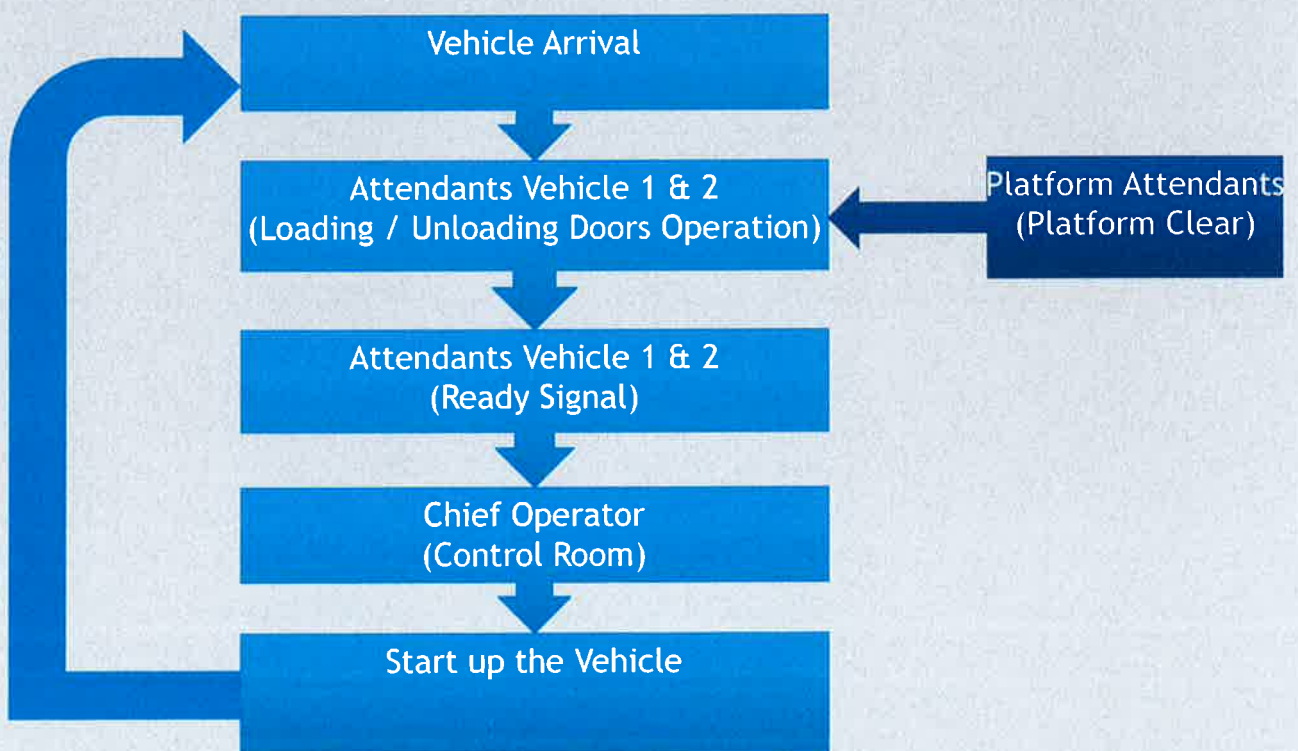 Vehicle Arrival
Attendants Vehicle 1 & 2
(Loading / Unloading Doors Operation)
Platform Attendants
(Platform Clear)
Attendants Vehicle 1 & 2
(Ready Signal)
Chief Operator
(Control Room)
Start up the Vehicle